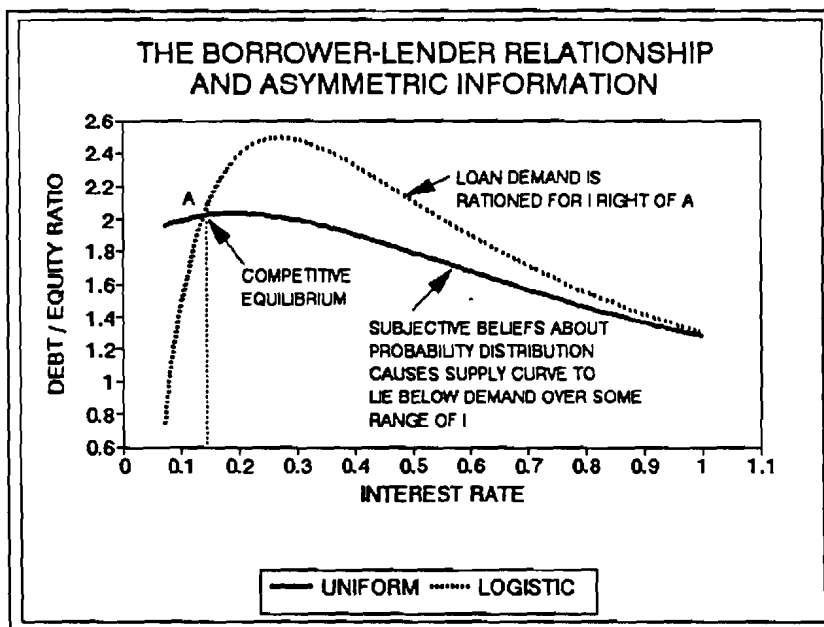 THE BORROWER-LENDER RELATIONSHIP
AND ASYMMETRIC INFORMATION
DEBT / EQUITY RATIO
2.6
2.4
2.2
2
1.8
1.6
1.4
1.2
1
0.8
0.6
A
LOAN DEMAND IS
RATIONED FOR I RIGHT OF A
COMPETITIVE
EQUILIBRIUM
SUBJECTIVE BELIEFS ABOUT
PROBABILITY DISTRIBUTION
CAUSES SUPPLY CURVE TO
LIE BELOW DEMAND OVER SOME
RANGE OF I
0 0.1 0.2 0.3 0.4 0.5 0.6 0.7 0.8 0.9 1 1.1
INTEREST RATE
UNIFORM LOGISTIC